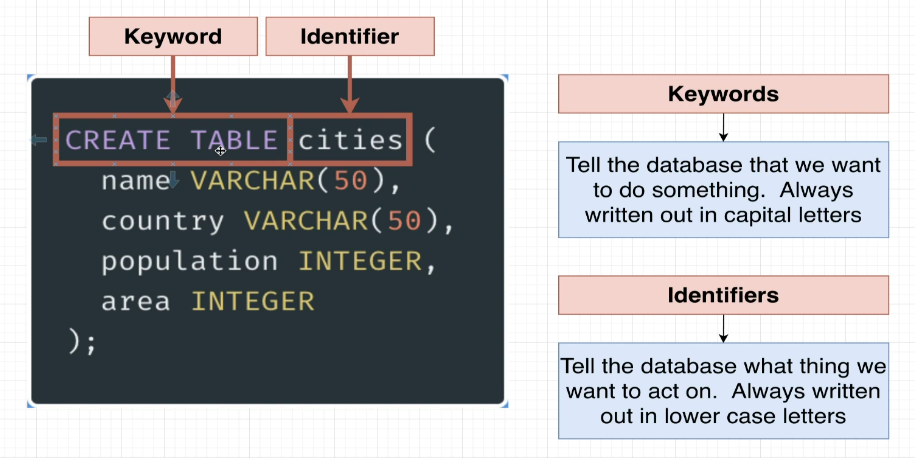 Keyword
Identifier
CREATE TABLE cities (
name VARCHAR(50),
country VARCHAR(50),
population INTEGER,
area INTEGER
);
Keywords
Tell the database that we want
to do something.  Always
written out in capital letters
Identifiers
Tell the database what thing we
want to act on.  Always written
out in lower case letters